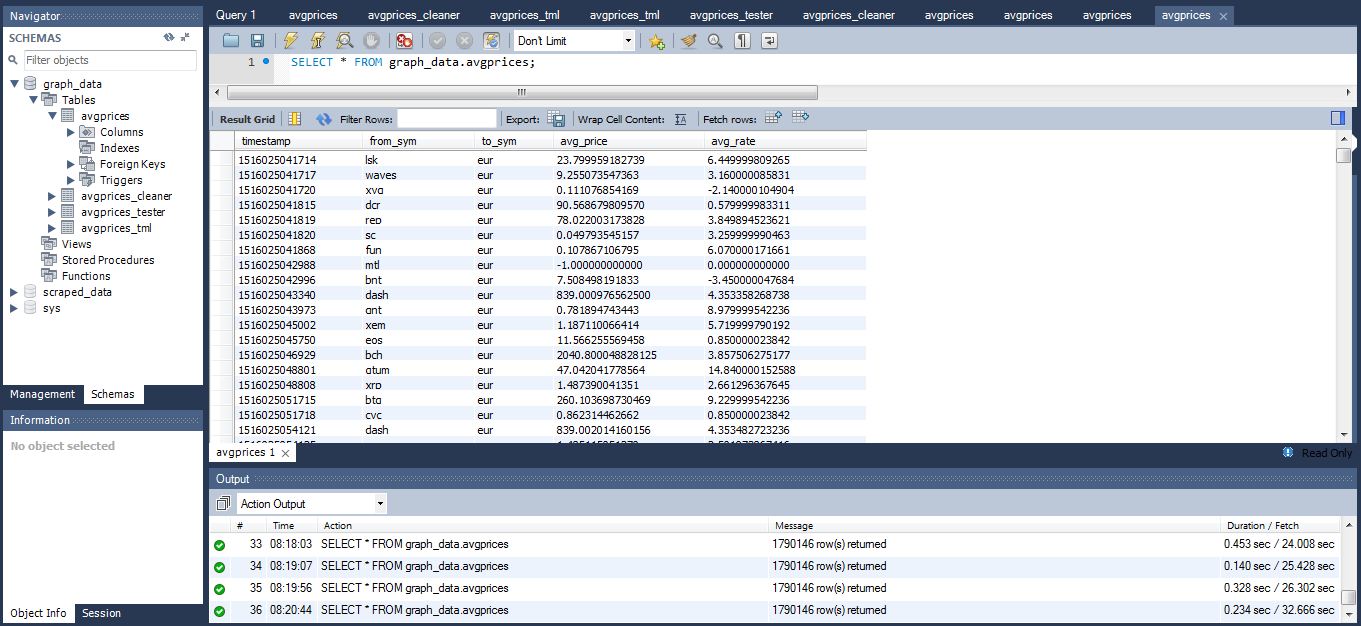 Navigator
SCHEMAS
Filter objects
graph_data
Tables
avgprices
Columns
Indexes
Foreign Keys
Triggers
avgprices_cleaner
avgprices_tester
avgprices_tml
Views
Stored Procedures
Functions
scraped_data
sys
Management Schemas
Information
No object selected
Object Info Session
Query 1 avgprices avgprices_cleaner avgprices_tml avgprices_tml avgprices_tester avgprices_cleaner avgprices avgprices avgprices avgprices
Don't Limit
1 SELECT * FROM graph_data.avgprices;
Result Grid Filter Rows: Export: Wrap Cell Content: Fetch rows:
timestamp from_sym to_sym avg_price avg_rate
1516025041714 lsk eur 23.799959182739 6.449999809265
1516025041717 waves eur 9.255073547363 3.160000085831
1516025041720 xvg eur 0.111076854169 -2.140000104904
1516025041815 dcr eur 90.568679809570 0.579999983311
1516025041819 rep eur 78.022003173828 3.849894523621
1516025041820 sc eur 0.049793545157 3.259999990463
1516025041868 fun eur 0.107867106795 6.070000171661
1516025042988 mtl eur -1.000000000000 0.000000000000
1516025042996 bnt eur 7.508498191833 -3.450000047684
1516025043340 dash eur 839.000976562500 4.353358268738
1516025043973 ant eur 0.781894743443 8.979999542236
1516025045002 xem eur 1.187110066414 5.719999790192
1516025045750 eos eur 11.566255569458 0.850000023842
1516025046929 bch eur 2040.800048828125 3.857506275177
1516025048801 qtum eur 47.042041778564 14.840000152588
1516025048808 xrp eur 1.487390041351 2.661296367645
1516025051715 btg eur 260.103698730469 9.229999542236
1516025051718 cvc eur 0.862314462662 0.850000023842
1516025054121 dash eur 839.002014160156 4.353482723236
avgprices 1
Read Only
Output
Action Output
# Time Action Message Duration / Fetch
33 08:18:03 SELECT * FROM graph_data.avgprices 1790146 row(s) returned 0.453 sec / 24.008 sec
34 08:19:07 SELECT * FROM graph_data.avgprices 1790146 row(s) returned 0.140 sec / 25.428 sec
35 08:19:56 SELECT * FROM graph_data.avgprices 1790146 row(s) returned 0.328 sec / 26.302 sec
36 08:20:44 SELECT * FROM graph_data.avgprices 1790146 row(s) returned 0.234 sec / 32.666 sec